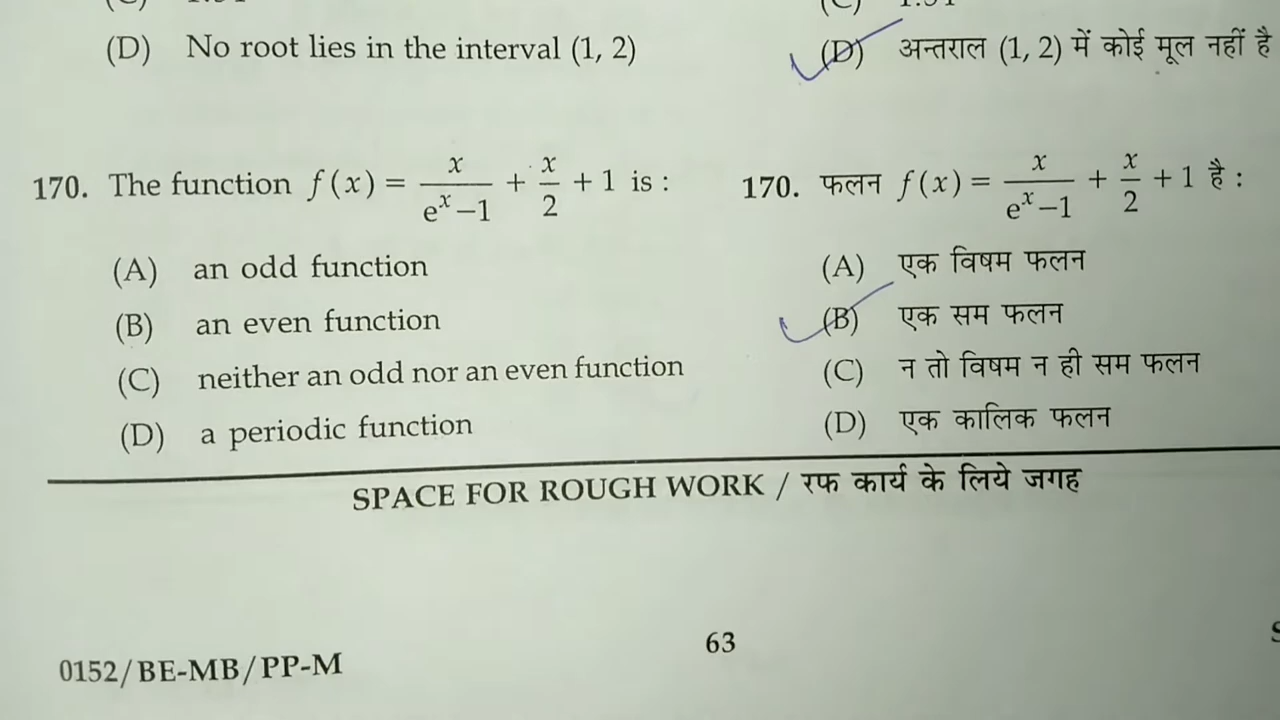 (D) No root lies in the interval (1, 2)
(D) अन्तराल (1, 2) में कोई मूल नहीं है
170. The function f(x) = x/(eˣ−1) + x/2 + 1 is :
(A) an odd function
(B) an even function
(C) neither an odd nor an even function
(D) a periodic function
170. फलन f(x) = x/(eˣ−1) + x/2 + 1 है :
(A) एक विषम फलन
(B) एक सम फलन
(C) न तो विषम न ही सम फलन
(D) एक कालिक फलन
SPACE FOR ROUGH WORK / रफ कार्य के लिये जगह
63
0152/BE-MB/PP-M